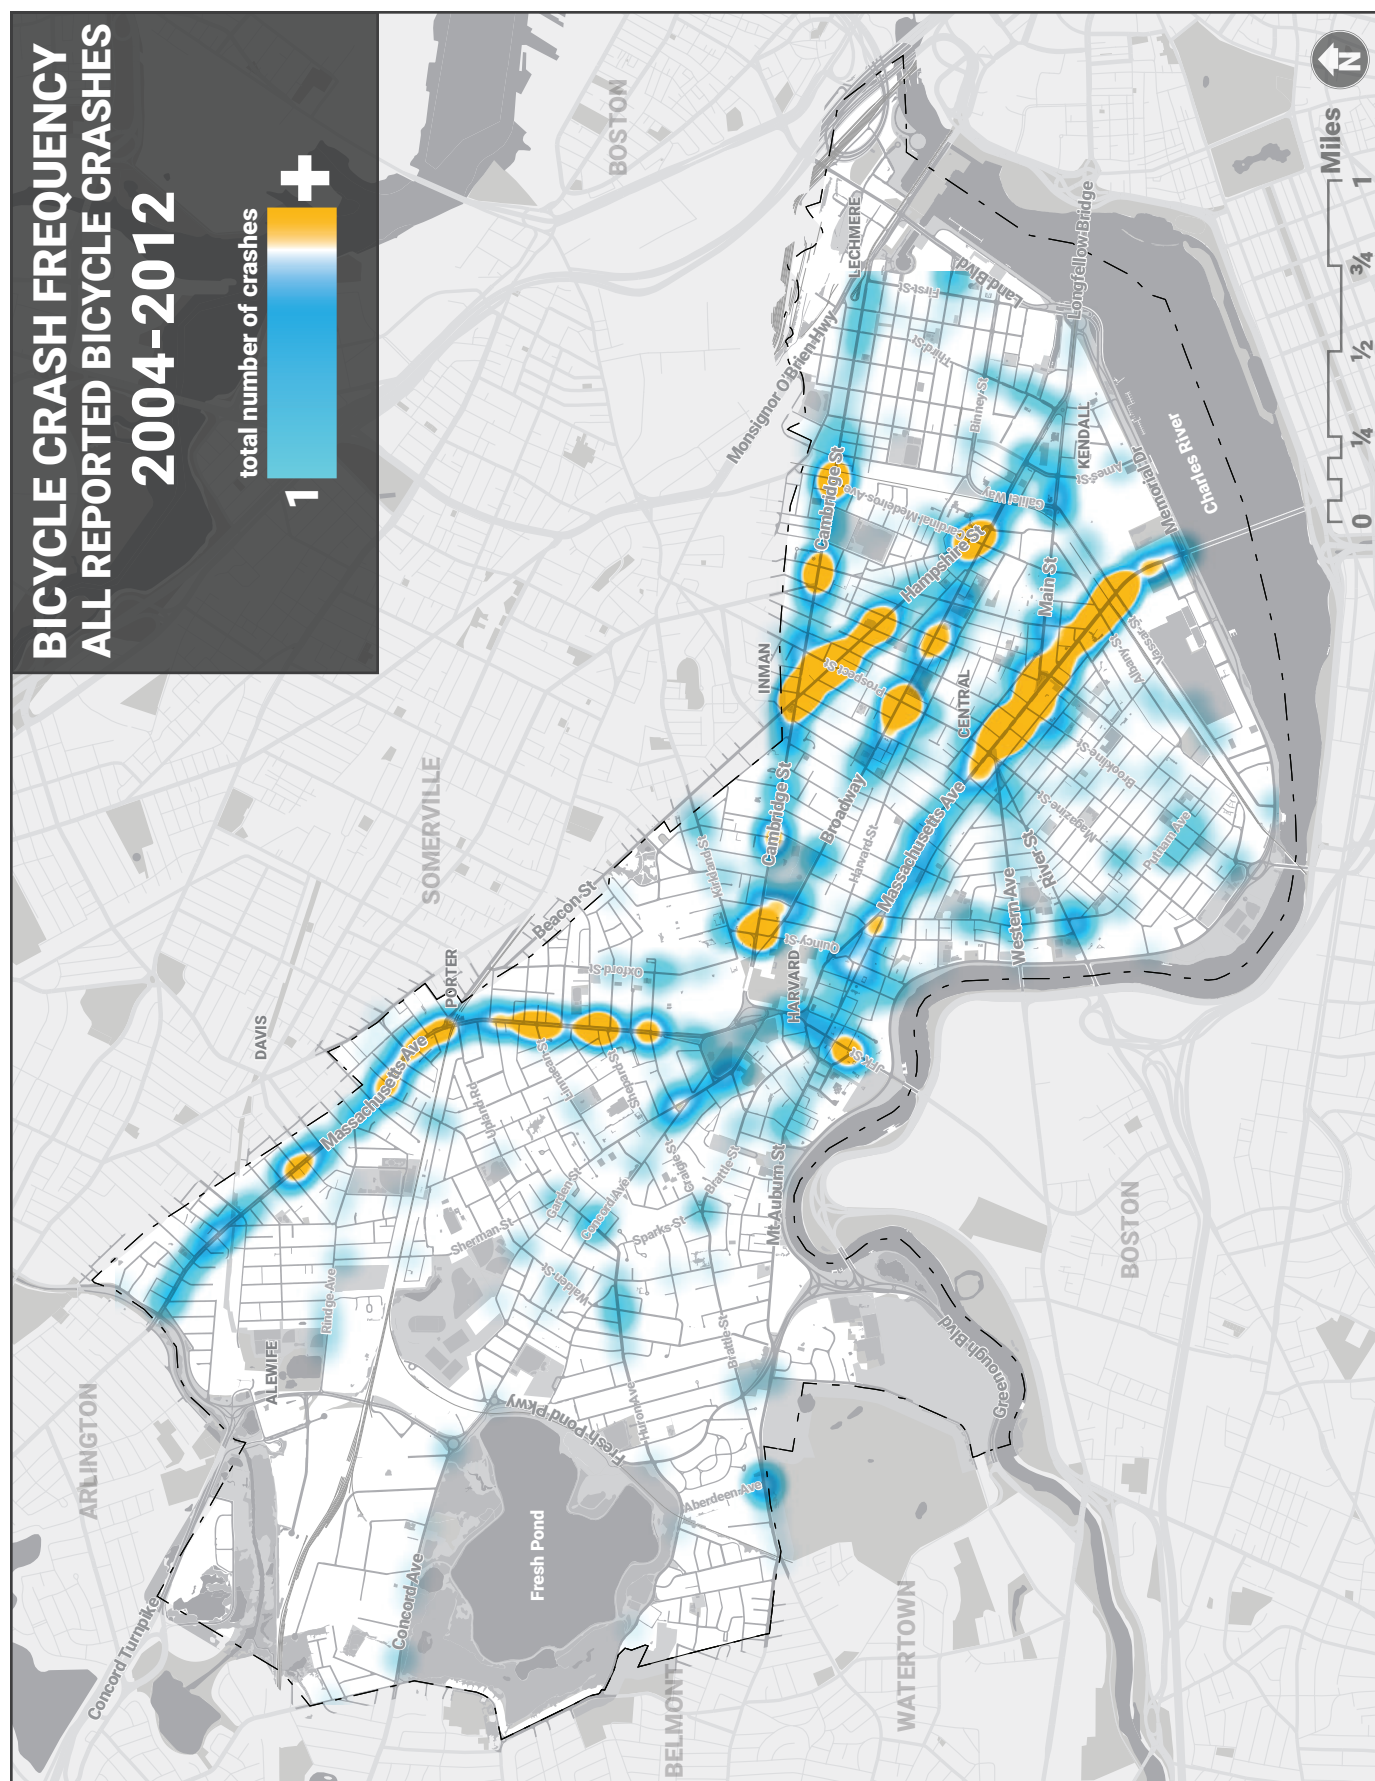 BICYCLE CRASH FREQUENCY
ALL REPORTED BICYCLE CRASHES
2004-2012
total number of crashes
1
+
ARLINGTON
SOMERVILLE
BOSTON
BELMONT
WATERTOWN
BOSTON
Concord Turnpike
ALEWIFE
DAVIS
PORTER
INMAN
LECHMERE
HARVARD
CENTRAL
KENDALL
Massachusetts Ave
Rindge Ave
Sherman St
Upland Rd
Linnaean St
Shepard St
Oxford St
Beacon St
Kirkland St
Quincy St
Walden St
Garden St
Concord Ave
Craigie St
Sparks St
Brattle St
Brattle St
Huron Ave
Fresh Pond Pkwy
Concord Ave
Fresh Pond
Aberdeen Ave
Mt Auburn St
Greenough Blvd
JFK St
Cambridge St
Cambridge St
Broadway
Harvard St
Massachusetts Ave
Prospect St
Hampshire St
Cardinal Medeiros Ave
Monsignor O'Brien Hwy
First St
Third St
Binney St
Land Blvd
Longfellow Bridge
Galilei Way
Ames St
Main St
Memorial Dr
Charles River
Vassar St
Albany St
Brookline St
Magazine St
River St
Western Ave
Putnam Ave
N
Miles
0
1/4
1/2
3/4
1